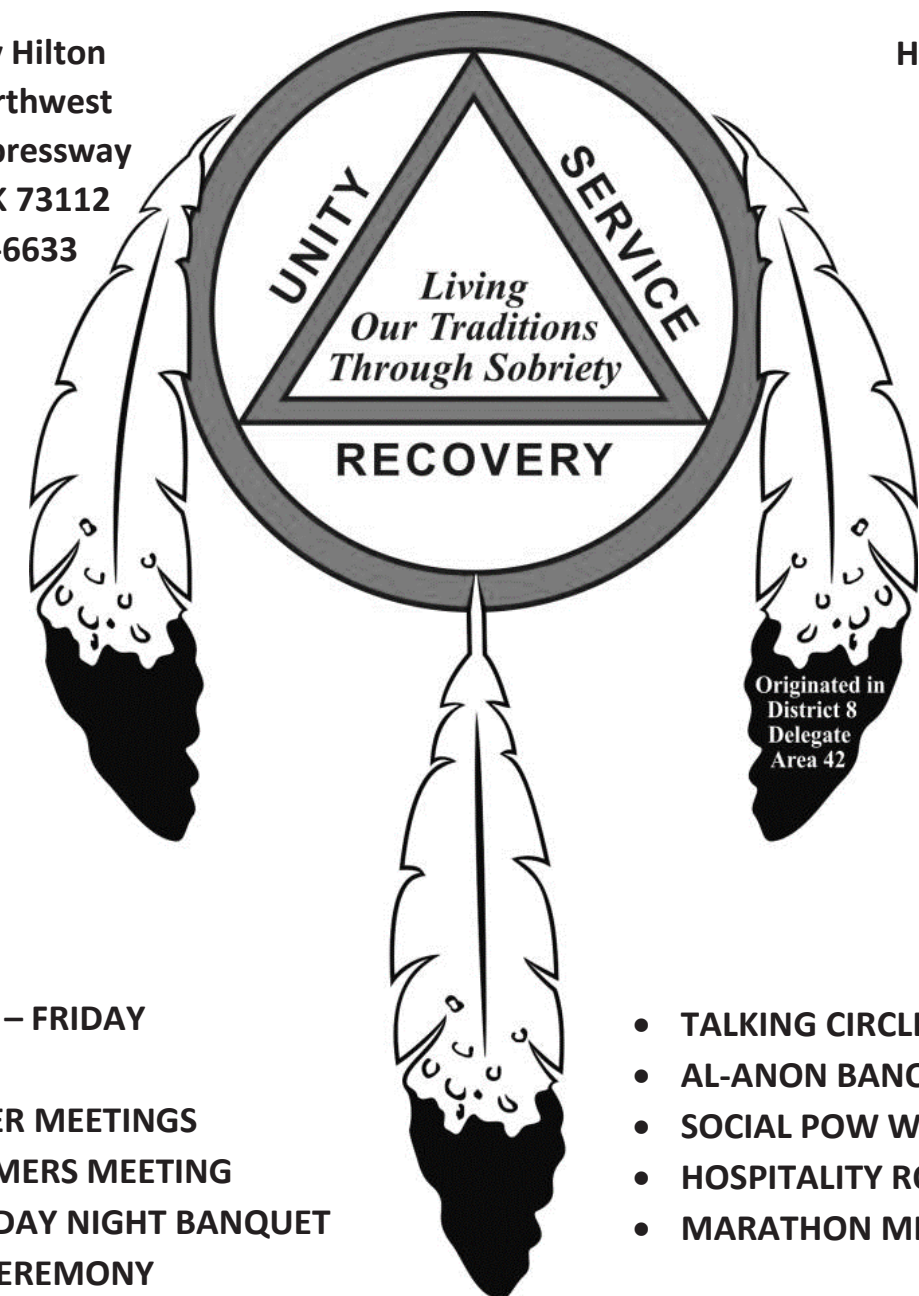 Hilton
rthwest
pressway
73112
6633
H
UNITY
SERVICE
Living
Our Traditions
Through Sobriety
RECOVERY
Originated in
District 8
Delegate
Area 42
– FRIDAY
ER MEETINGS
MERS MEETING
DAY NIGHT BANQUET
EREMONY
• TALKING CIRCL
• AL-ANON BANQ
• SOCIAL POW W
• HOSPITALITY RO
• MARATHON ME